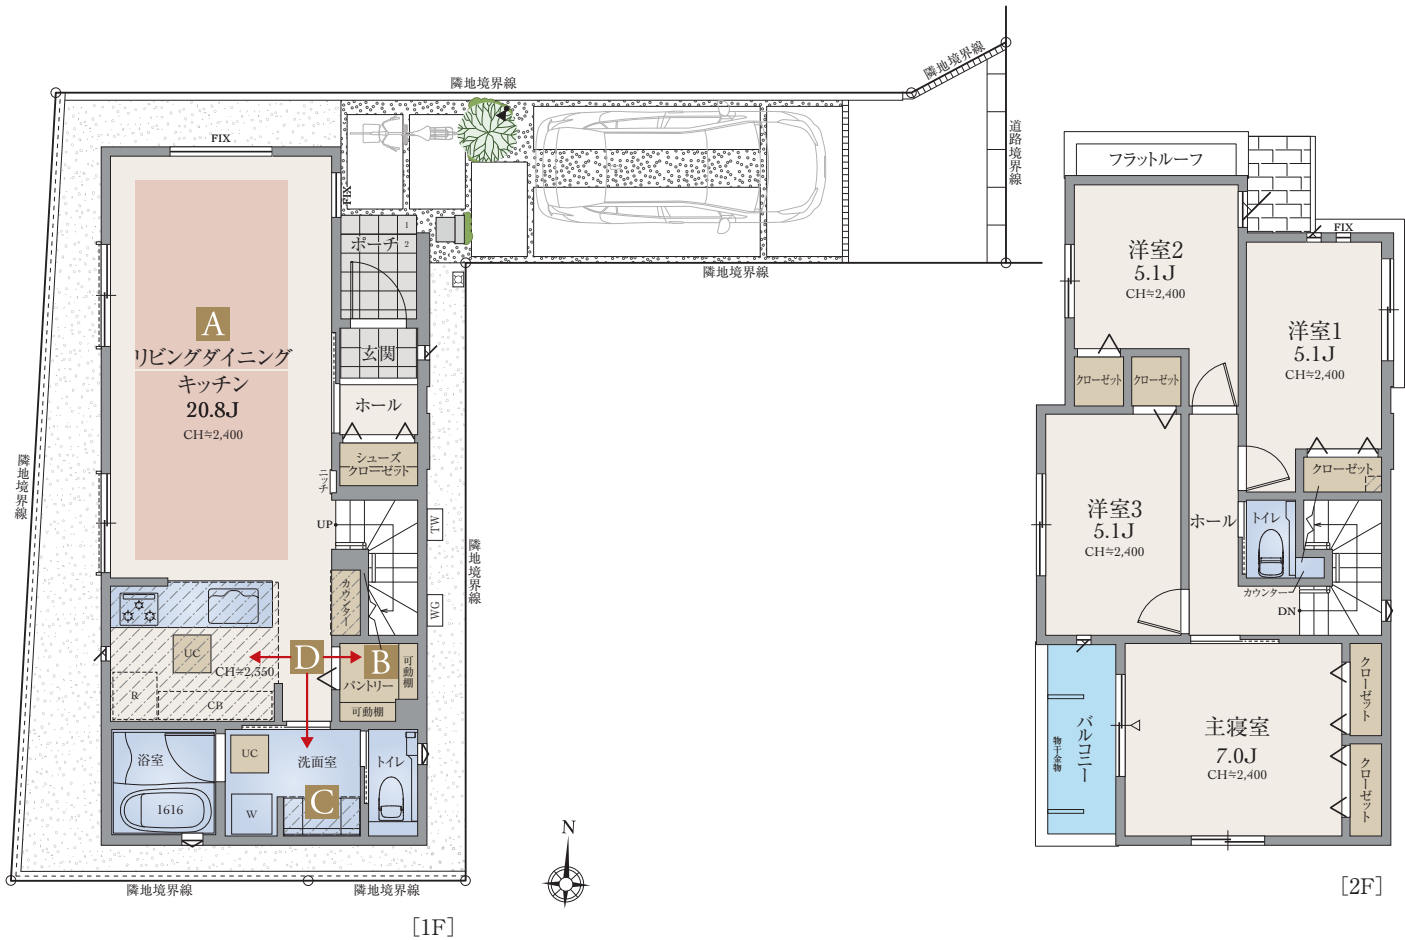 隣地境界線
隣地境界線
道路境界線
隣地境界線
隣地境界線
隣地境界線
隣地境界線
隣地境界線
FIX
FIX
ポーチ
1
2
玄関
ホール
シューズ
クローゼット
ニッチ
A
リビングダイニング
キッチン
20.8J
CH≒2,400
UP
TW
WG
カウンター
UC
CH≒2,350
D
B
パントリー
可動棚
可動棚
R
CB
浴室
1616
UC
洗面室
W
C
トイレ
N
[1F]
フラットルーフ
洋室2
5.1J
CH≒2,400
FIX
洋室1
5.1J
CH≒2,400
クローゼット
クローゼット
クローゼット
洋室3
5.1J
CH≒2,400
ホール
トイレ
カウンター
DN
バルコニー
物干金物
主寝室
7.0J
CH≒2,400
クローゼット
クローゼット
[2F]